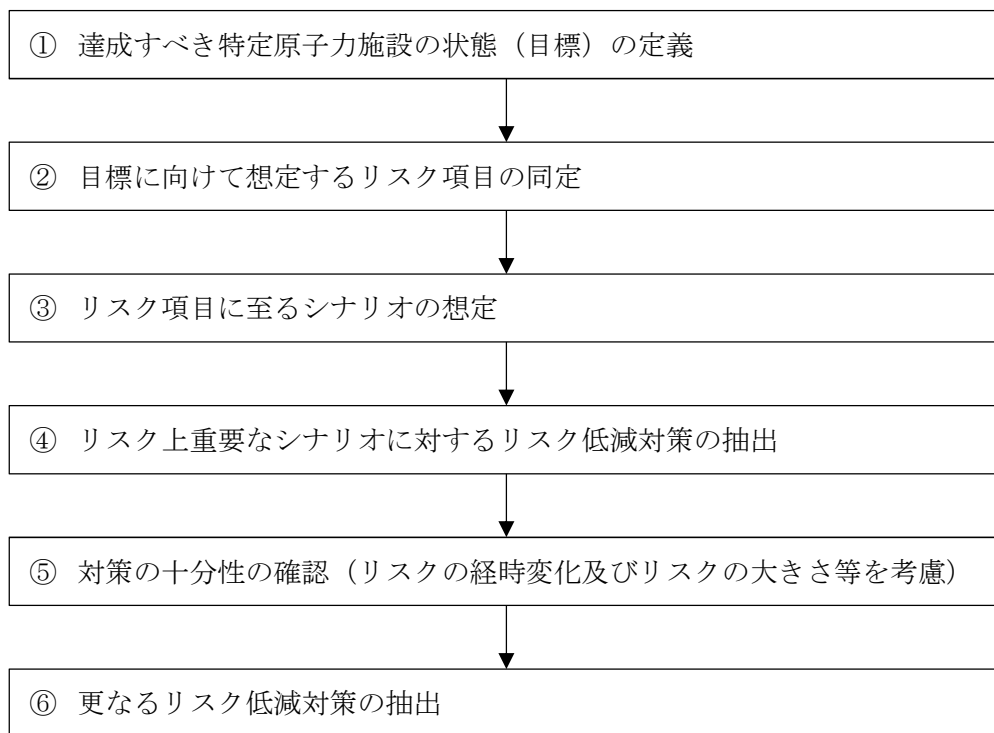 ① 達成すべき特定原子力施設の状態（目標）の定義
② 目標に向けて想定するリスク項目の同定
③ リスク項目に至るシナリオの想定
④ リスク上重要なシナリオに対するリスク低減対策の抽出
⑤ 対策の十分性の確認（リスクの経時変化及びリスクの大きさ等を考慮）
⑥ 更なるリスク低減対策の抽出